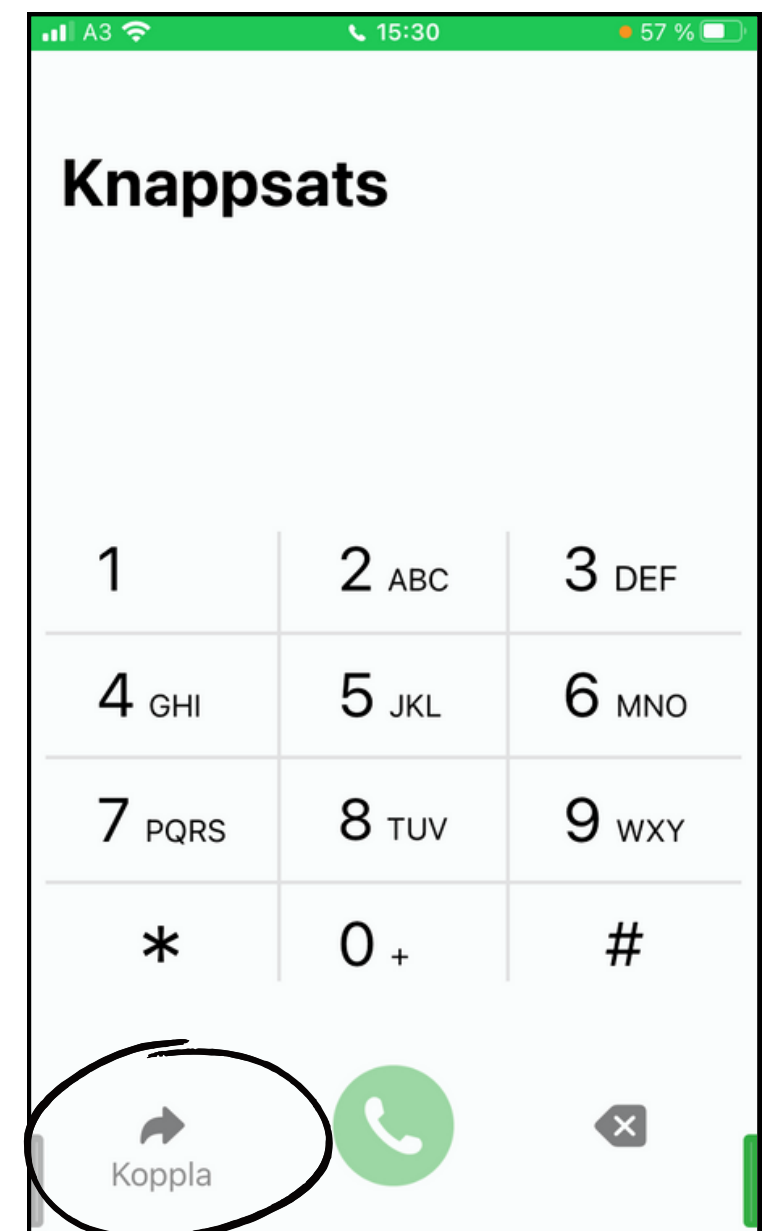 A3 15:30 57 %
Knappsats
1 2 ABC 3 DEF
4 GHI 5 JKL 6 MNO
7 PQRS 8 TUV 9 WXY
* 0 + #
Koppla